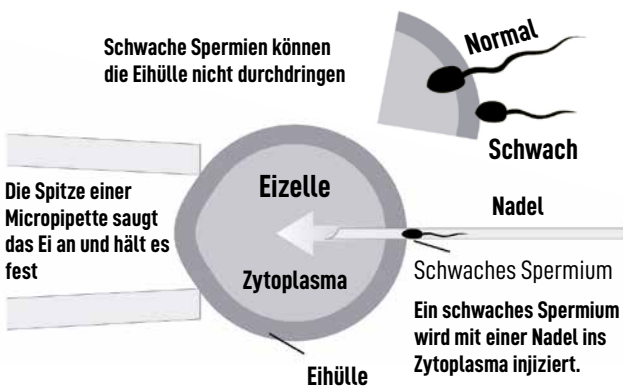 Schwache Spermien können
die Eihülle nicht durchdringen
Normal
Schwach
Die Spitze einer
Micropipette saugt
das Ei an und hält es
fest
Eizelle
Zytoplasma
Nadel
Schwaches Spermium
Ein schwaches Spermium
wird mit einer Nadel ins
Zytoplasma injiziert.
Eihülle